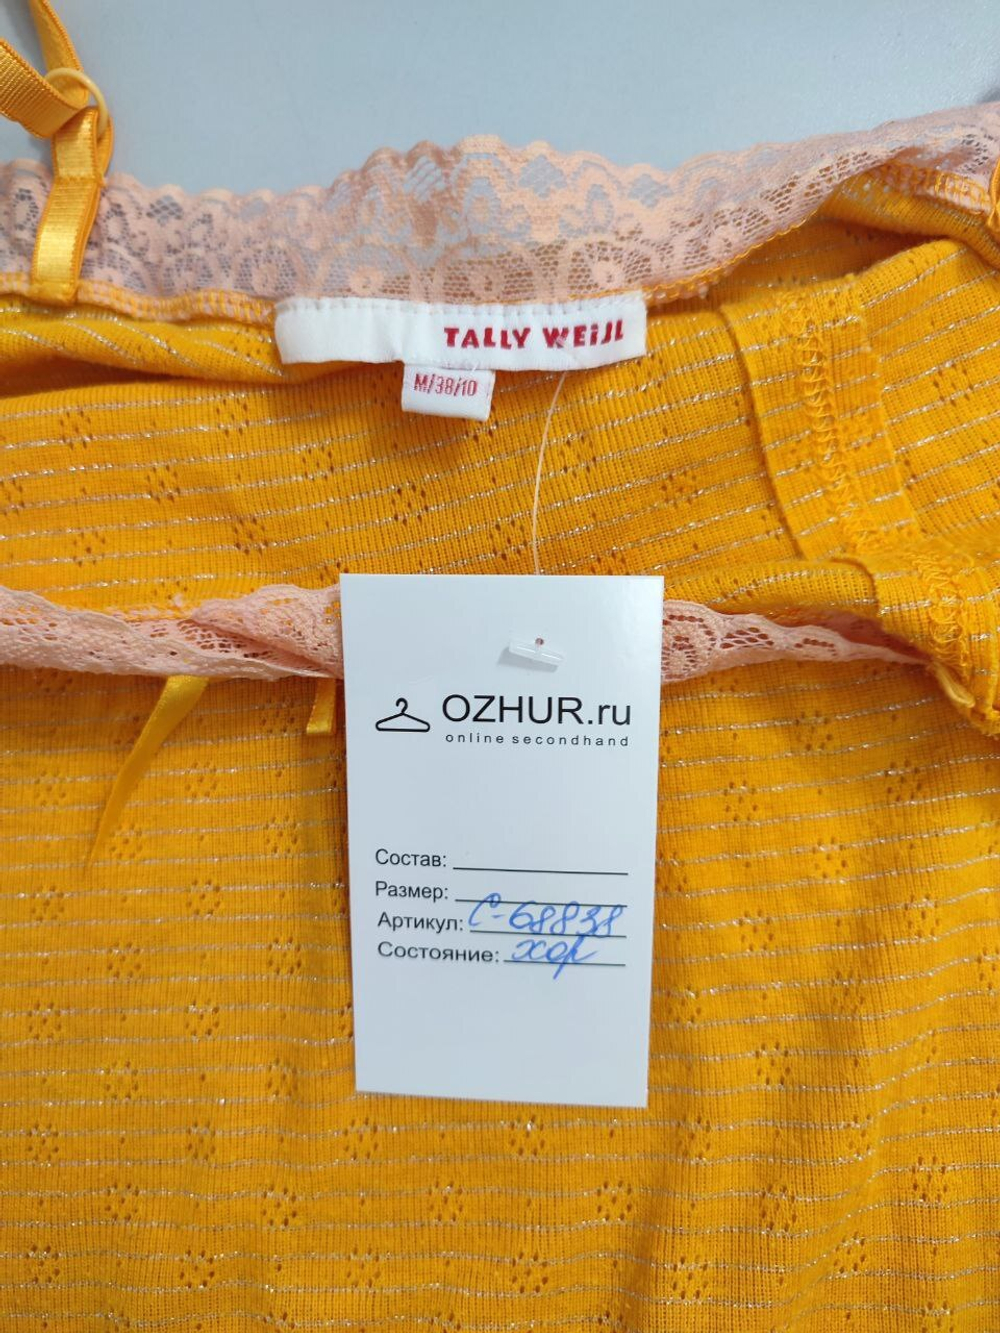 TALLY WEiJL
M/38/10
OZHUR.ru
online secondhand
Состав:
Размер:
Артикул: С-68838
Состояние: хор